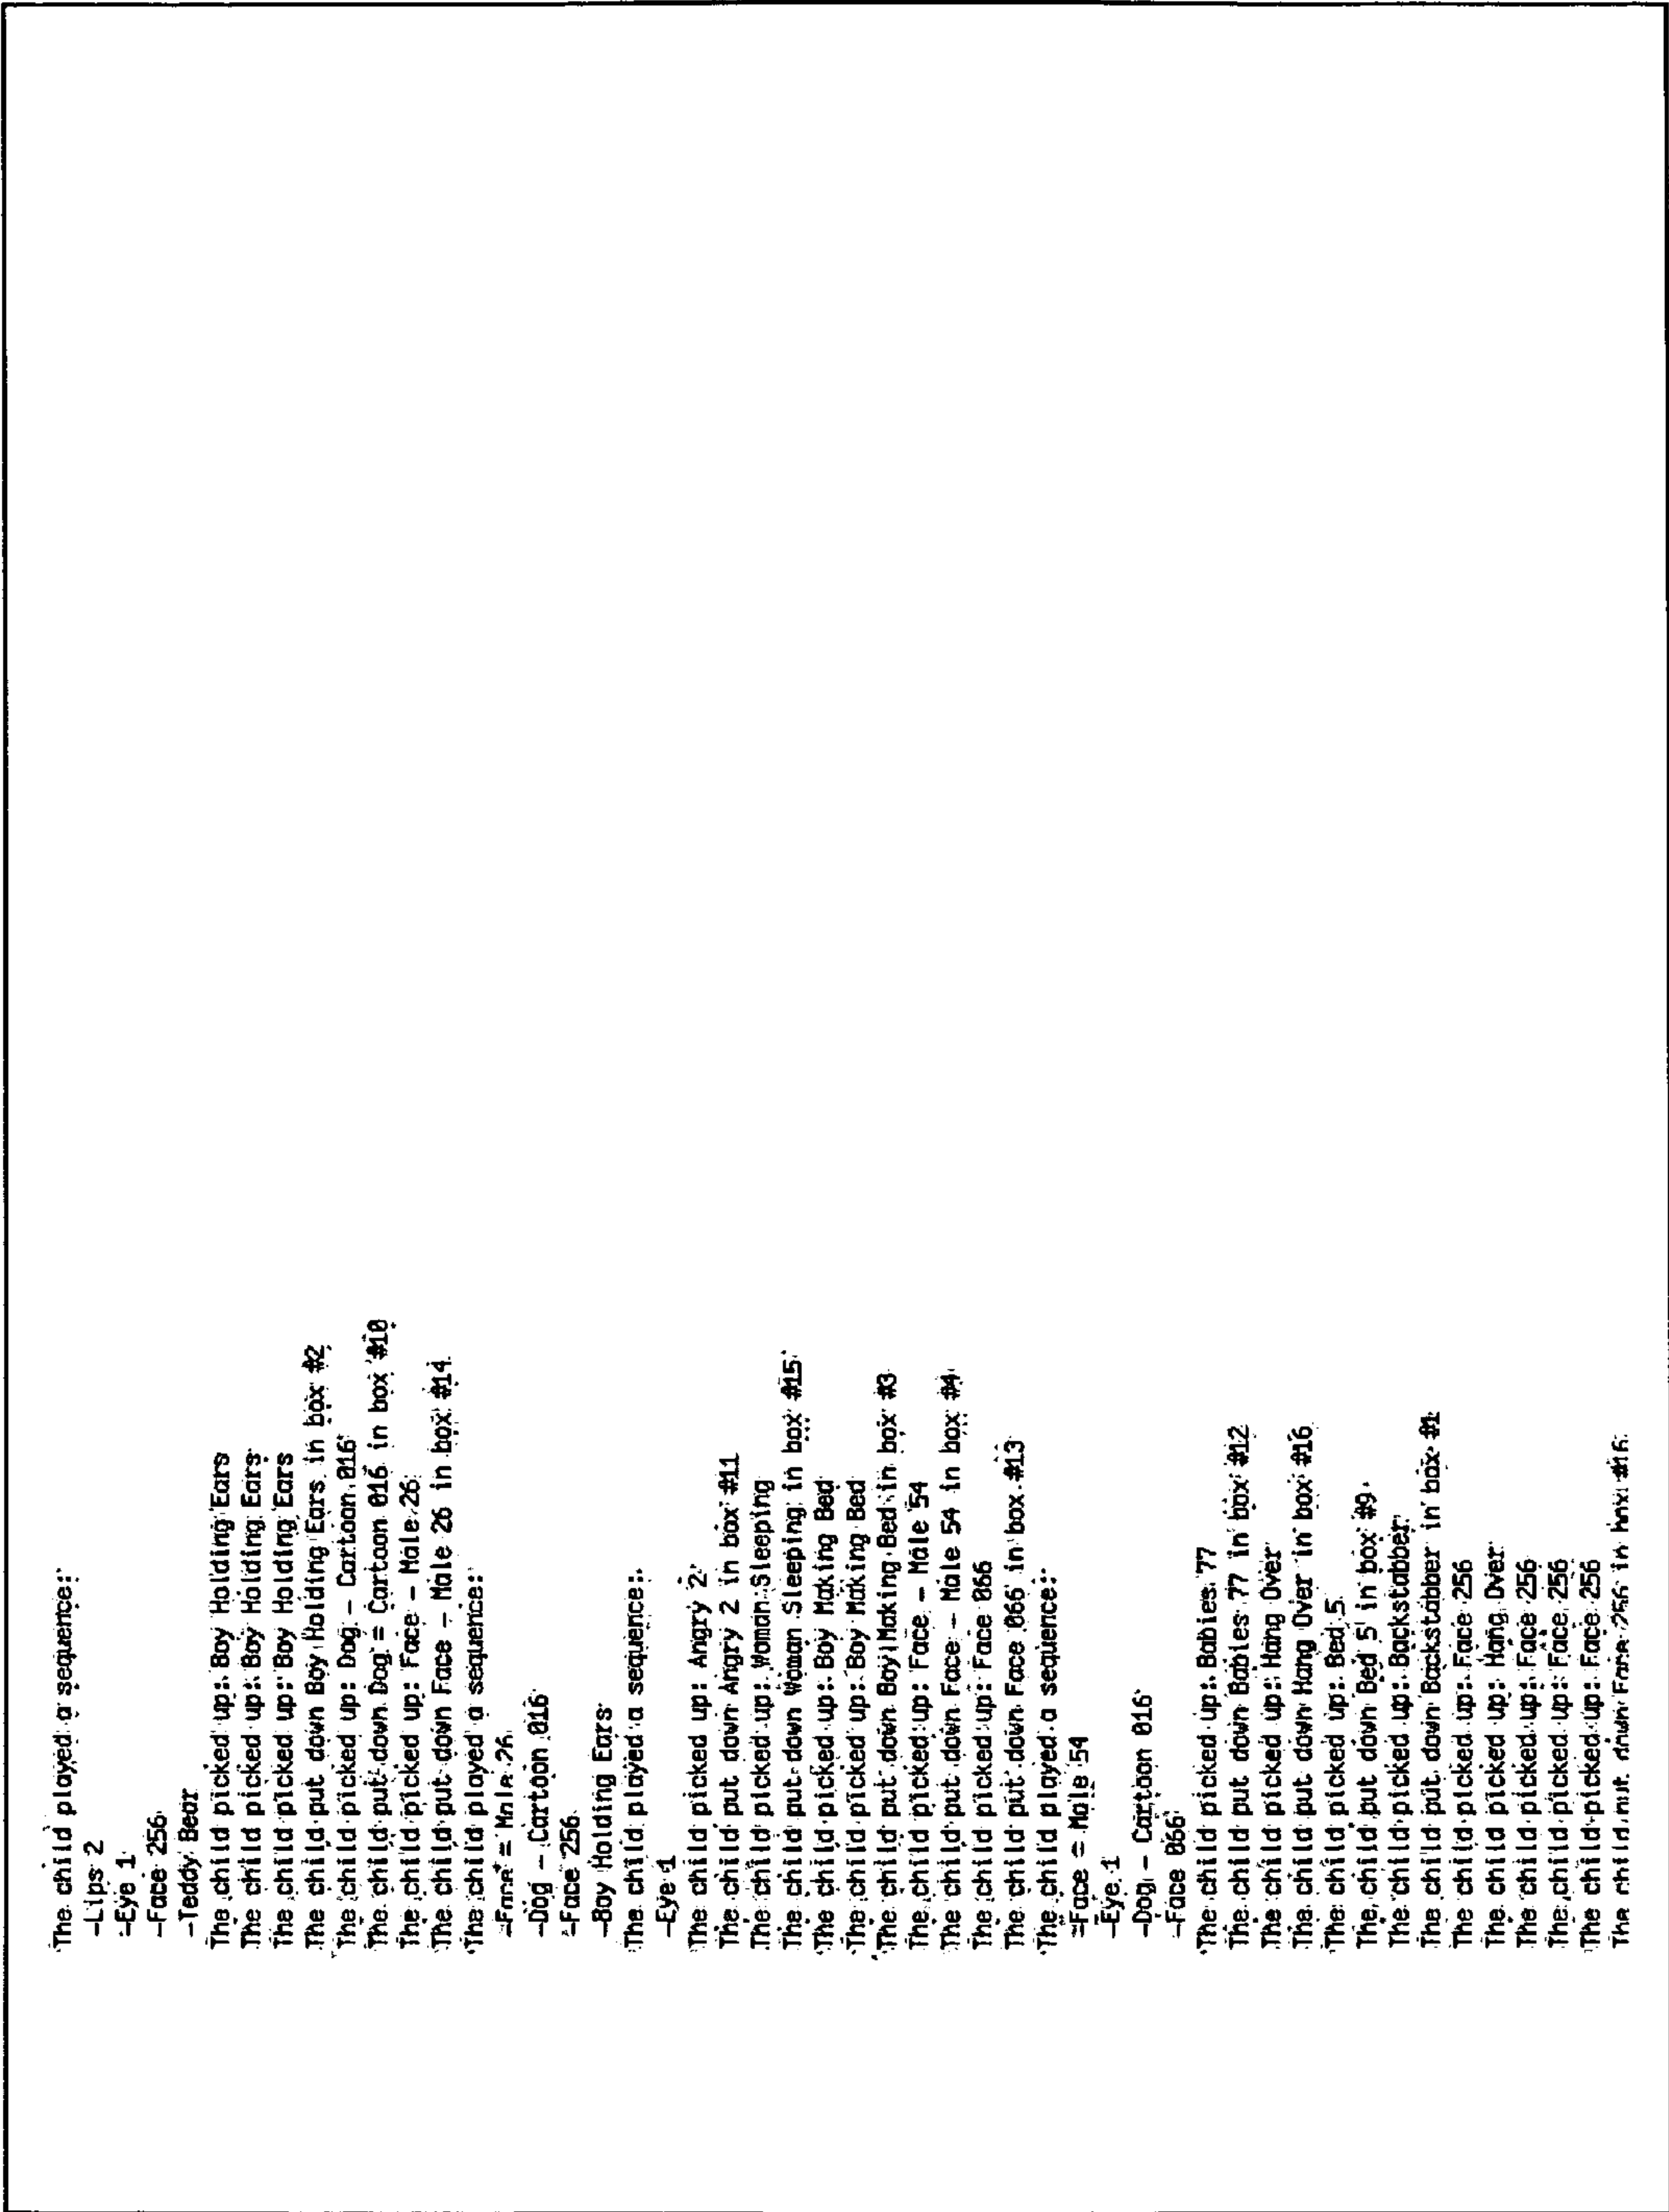 The child played a sequence:
-Lips 2
-Eye 1
-Face 256
-Teddy Bear
The child picked up: Boy Holding Ears
The child picked up: Boy Holding Ears
The child picked up: Boy Holding Ears
The child put down Boy Holding Ears in box #2
The child picked up: Dog - Cartoon 016
The child put down Dog - Cartoon 016 in box #10
The child picked up: Face - Male 26
The child put down Face - Male 26 in box #14
The child played a sequence:
-Face - Male 26
-Dog - Cartoon 016
-Face 256
-Boy Holding Ears
The child played a sequence:
-Eye 1
The child picked up: Angry 2
The child put down Angry 2 in box #11
The child picked up: Woman Sleeping
The child put down Woman Sleeping in box #15
The child picked up: Boy Making Bed
The child picked up: Boy Making Bed
The child put down Boy Making Bed in box #3
The child picked up: Face - Male 54
The child put down Face - Male 54 in box #4
The child picked up: Face 066
The child put down Face 066 in box #13
The child played a sequence:
-Face - Male 54
-Eye 1
-Dog - Cartoon 016
-Face 066
The child picked up: Babies 77
The child put down Babies 77 in box #12
The child picked up: Hang Over
The child put down Hang Over in box #16
The child picked up: Bed 5
The child put down Bed 5 in box #9
The child picked up: Backstabber
The child put down Backstabber in box #1
The child picked up: Face 256
The child picked up: Hang Over
The child picked up: Face 256
The child picked up: Face 256
The child picked up: Face 256
The child put down Face 256 in box #16